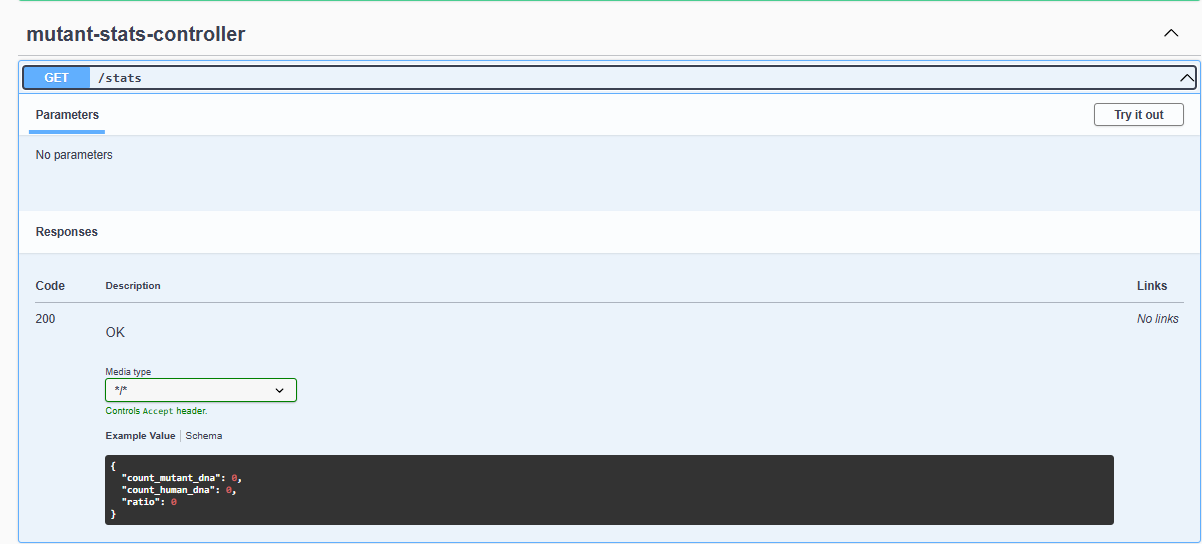 mutant-stats-controller
GET /stats
Parameters Try it out
No parameters
Responses
Code Description Links
200 No links
OK
Media type
*/*
Controls Accept header.
Example Value Schema
{
"count_mutant_dna": 0,
"count_human_dna": 0,
"ratio": 0
}